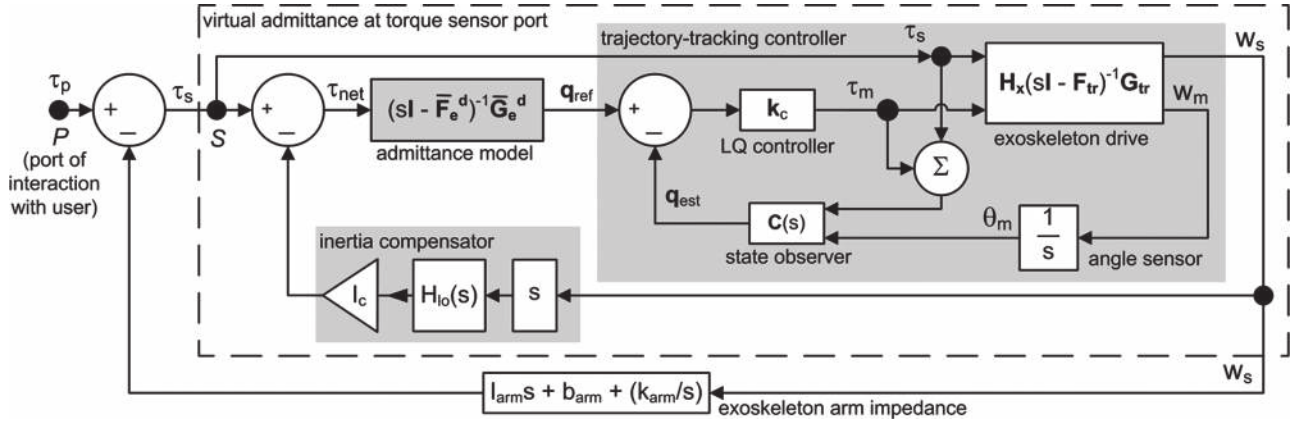 virtual admittance at torque sensor port
trajectory-tracking controller
τs
ws
τp
+
−
τs
+
−
τnet
(sI - F̅eᵈ)⁻¹G̅eᵈ
qref
+
−
kc
τm
Hx(sI - Ftr)⁻¹Gtr
wm
P
S
admittance model
LQ controller
exoskeleton drive
(port of
interaction
with user)
Σ
qest
C(s)
θm
1
s
state observer
angle sensor
inertia compensator
Ic
Hlo(s)
s
ws
Iarms + barm + (karm/s)
exoskeleton arm impedance